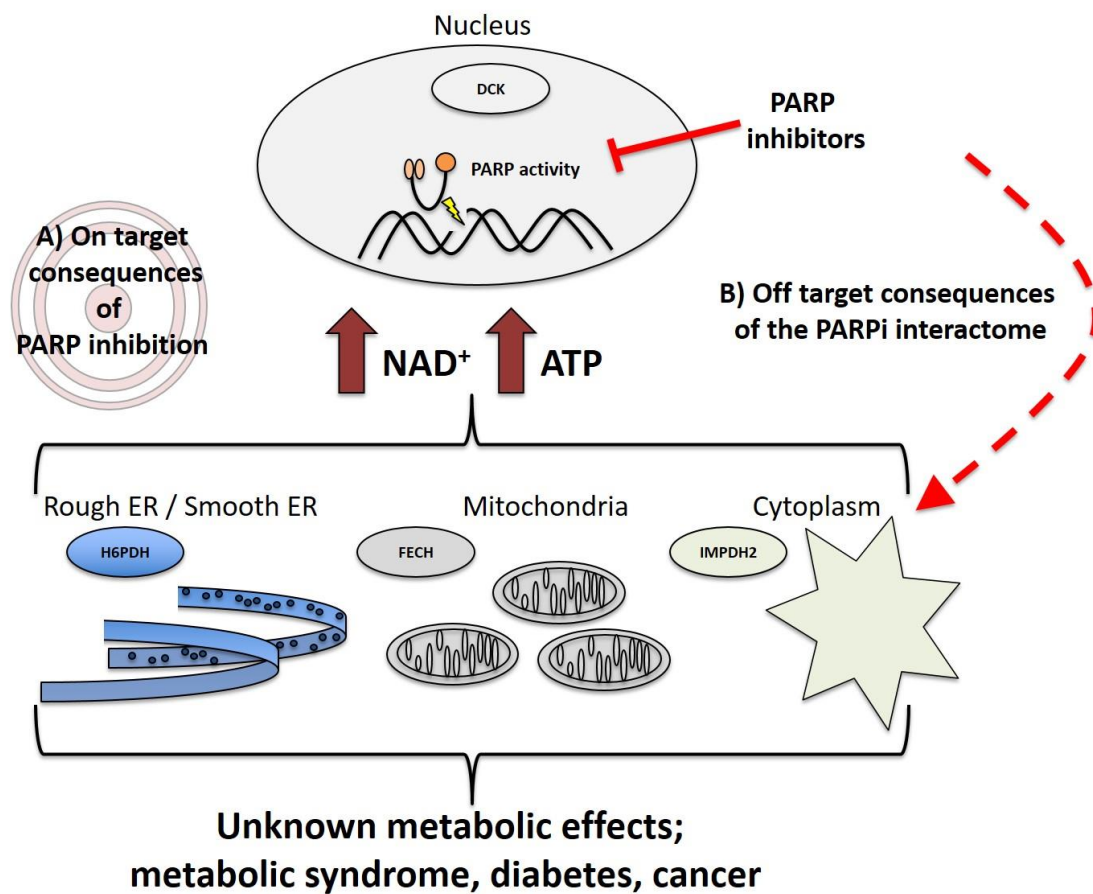 Nucleus
DCK
PARP
inhibitors
PARP activity
A) On target
consequences
of
PARP inhibition
B) Off target consequences
of the PARPi interactome
NAD⁺
ATP
Rough ER / Smooth ER
Mitochondria
Cytoplasm
H6PDH
FECH
IMPDH2
Unknown metabolic effects;
metabolic syndrome, diabetes, cancer